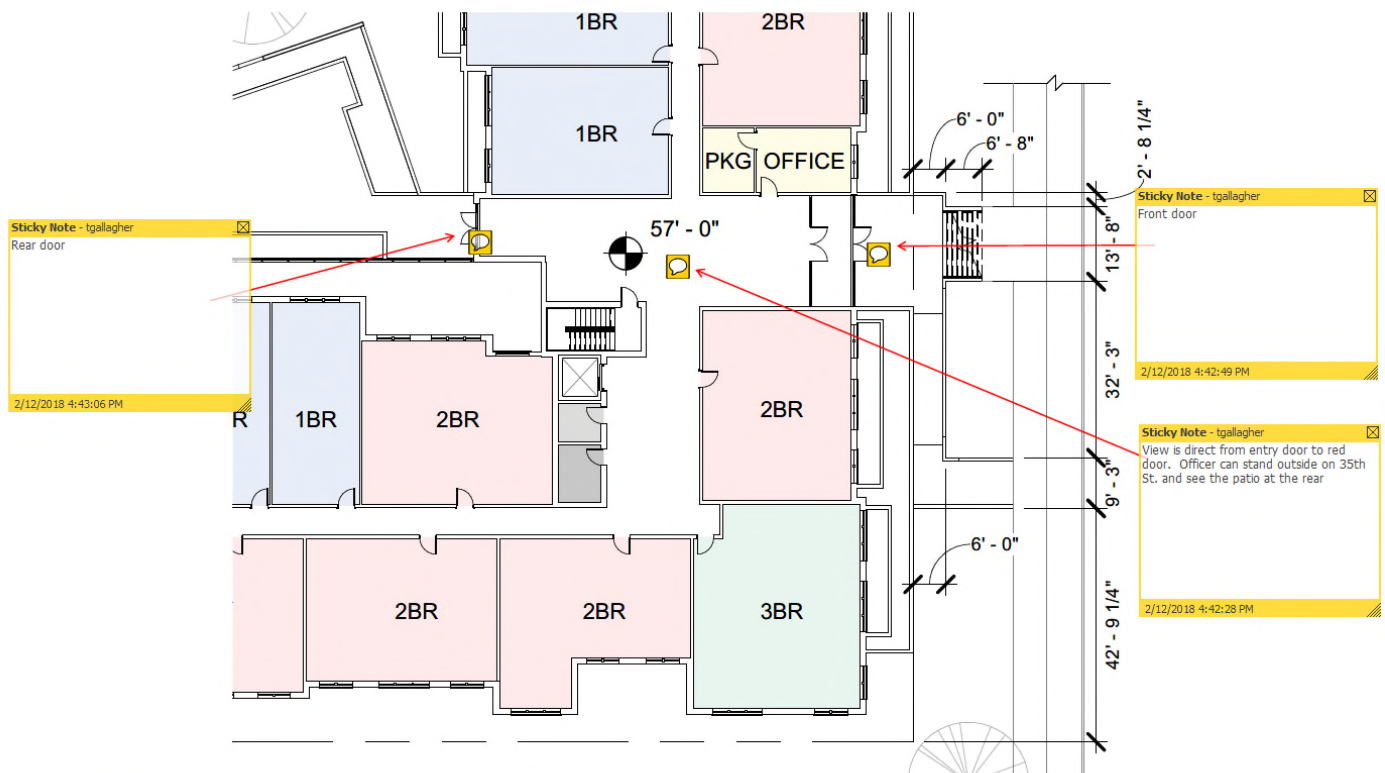 1BR
2BR
1BR
PKG
OFFICE
6' - 0"
6' - 8"
2' - 8 1/4"
Sticky Note - tgallagher
Rear door
2/12/2018 4:43:06 PM
57' - 0"
Sticky Note - tgallagher
Front door
2/12/2018 4:42:49 PM
13' - 8"
32' - 3"
R
1BR
2BR
2BR
Sticky Note - tgallagher
View is direct from entry door to red
door. Officer can stand outside on 35th
St. and see the patio at the rear
2/12/2018 4:42:28 PM
9' - 3"
6' - 0"
2BR
2BR
3BR
42' - 9 1/4"